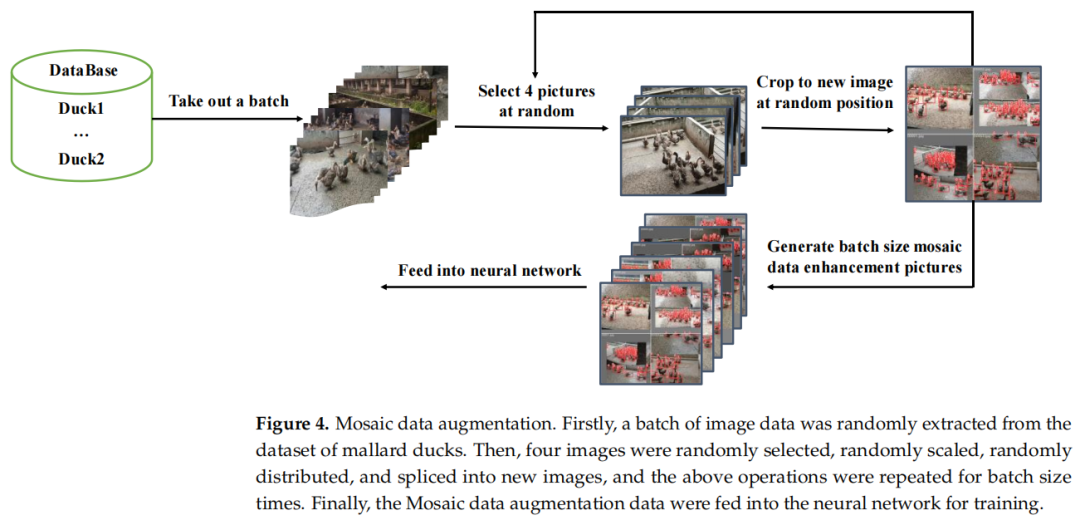 DataBase
Duck1
...
Duck2
Take out a batch
Select 4 pictures
at random
Crop to new image
at random position
Generate batch size mosaic
data enhancement pictures
Feed into neural network
Figure 4. Mosaic data augmentation. Firstly, a batch of image data was randomly extracted from the
dataset of mallard ducks. Then, four images were randomly selected, randomly scaled, randomly
distributed, and spliced into new images, and the above operations were repeated for batch size
times. Finally, the Mosaic data augmentation data were fed into the neural network for training.